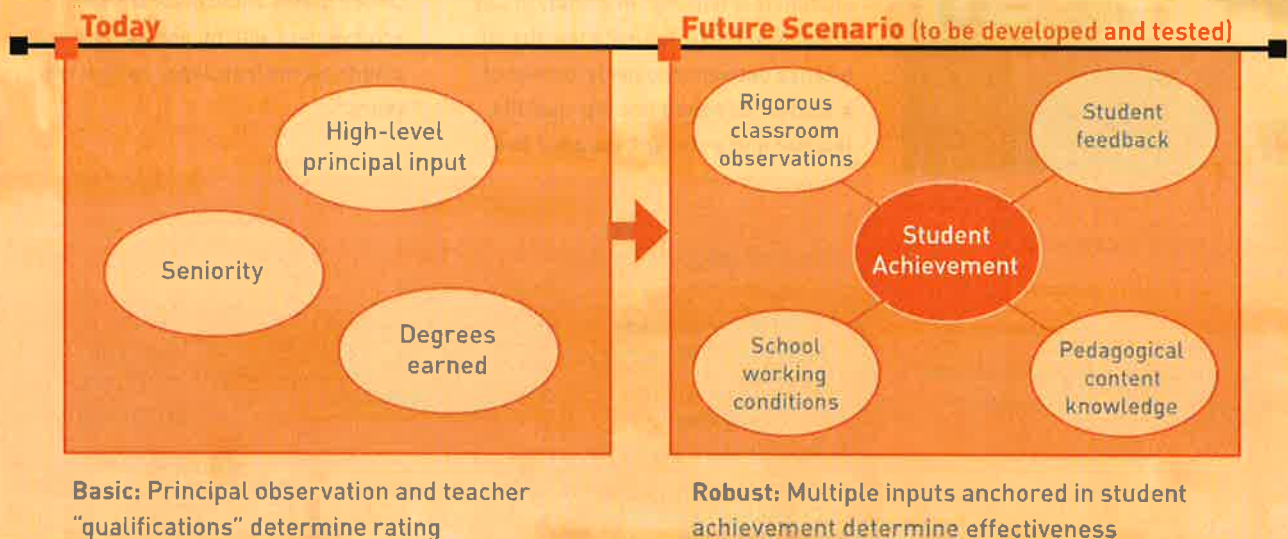 Today
High-level
principal input
Seniority
Degrees
earned
Basic: Principal observation and teacher
"qualifications" determine rating
Future Scenario (to be developed and tested)
Rigorous
classroom
observations
Student
feedback
Student
Achievement
School
working
conditions
Pedagogical
content
knowledge
Robust: Multiple inputs anchored in student
achievement determine effectiveness